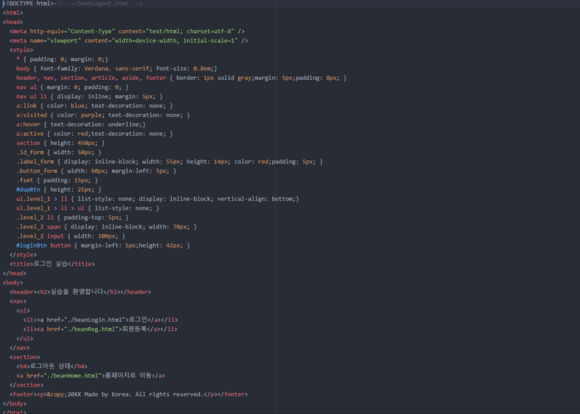 <!DOCTYPE html><!-- ~/beanLogout.html -->
<html>
<head>
<meta http-equiv="Content-Type" content="text/html; charset=utf-8" />
<meta name="viewport" content="width=device-width, initial-scale=1" />
<style>
* { padding: 0; margin: 0;}
body { font-family: Verdana, sans-serif; font-size: 0.8em;}
header, nav, section, article, aside, footer { border: 1px solid gray;margin: 5px;padding: 8px; }
nav ul { margin: 0; padding: 0; }
nav ul li { display: inline; margin: 5px; }
a:link { color: blue; text-decoration: none; }
a:visited { color: purple; text-decoration: none; }
a:hover { text-decoration: underline;}
a:active { color: red;text-decoration: none; }
section { height: 450px; }
.id_form { width: 50px; }
.label_form { display: inline-block; width: 55px; height: 14px; color: red;padding: 5px; }
.button_form { width: 60px; margin-left: 5px; }
.fset { padding: 15px; }
#dupBtn { height: 25px; }
ul.level_1 > li { list-style: none; display: inline-block; vertical-align: bottom;}
ul.level_1 > li > ul { list-style: none; }
.level_2 li { padding-top: 5px; }
.level_2 span { display: inline-block; width: 70px; }
.level_2 input { width: 100px; }
#loginBtn button { margin-left: 5px;height: 42px; }
</style>
<title>로그인 실습</title>
</head>
<body>
<header><h2>실습을 환영합니다</h2></header>
<nav>
<ul>
<li>>a href="./beanLogin.html">로그인</a></li>
<li><a href="./beanReg.html">회원등록</a></li>
</ul>
</nav>
<section>
<h4>로그아웃 상태</h4>
<a href="./beanHome.html">홈페이지로 이동</a>
</section>
<footer><p>&copy;20XX Made by Korea. All rights reserved.</p></footer>
</body>
</html>